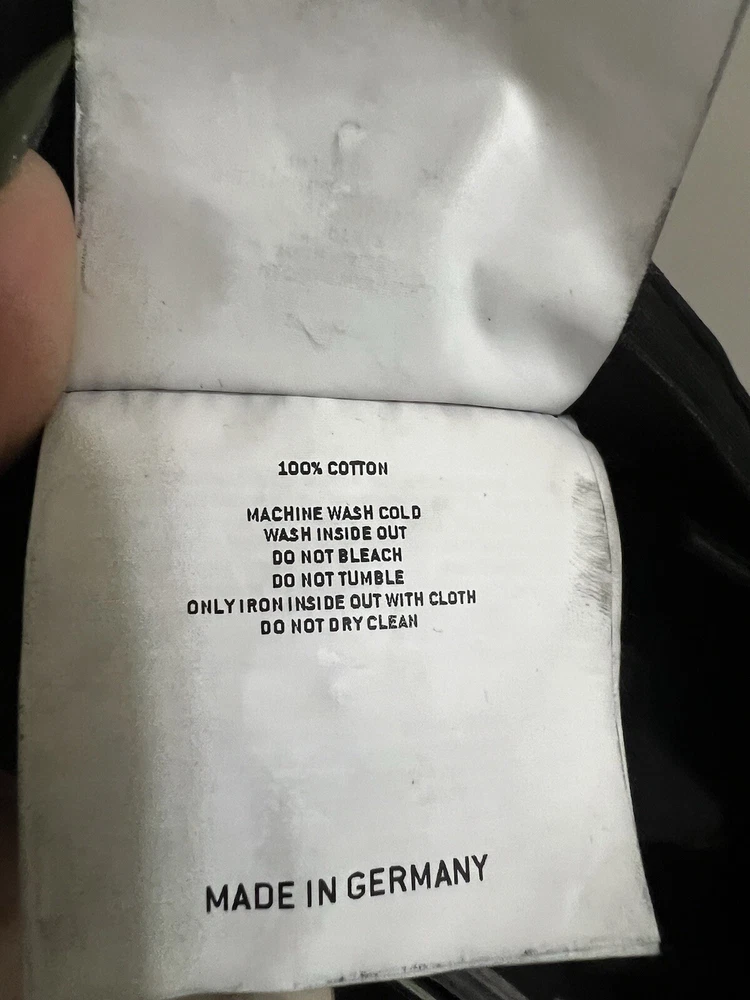 100% COTTON
MACHINE WASH COLD
WASH INSIDE OUT
DO NOT BLEACH
DO NOT TUMBLE
ONLY IRON INSIDE OUT WITH CLOTH
DO NOT DRY CLEAN
MADE IN GERMANY